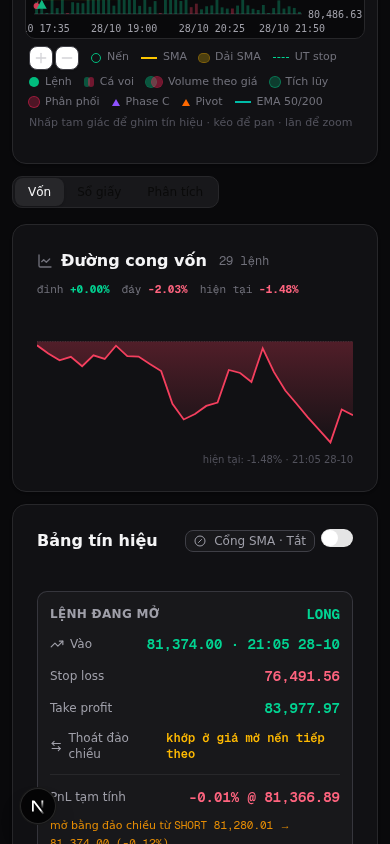 80,486.63
0 17:35 28/10 19:00 28/10 20:25 28/10 21:50
Nến SMA Dải SMA UT stop
Lệnh Cá voi Volume theo giá Tích lũy
Phân phối Phase C Pivot EMA 50/200
Nhấp tam giác để ghim tín hiệu · kéo để pan · lăn để zoom
Vốn Sổ giấy Phân tích
Đường cong vốn 29 lệnh
đỉnh +0.00% đáy -2.03% hiện tại -1.48%
hiện tại: -1.48% · 21:05 28-10
Bảng tín hiệu Cổng SMA · Tắt
LỆNH ĐANG MỞ LONG
Vào 81,374.00 · 21:05 28-10
Stop loss 76,491.56
Take profit 83,977.97
Thoát đảo chiều khớp ở giá mở nến tiếp theo
PnL tạm tính -0.01% @ 81,366.89
N
mở bằng đảo chiều từ SHORT 81,280.01 →
81,374.00 (-0.12%)